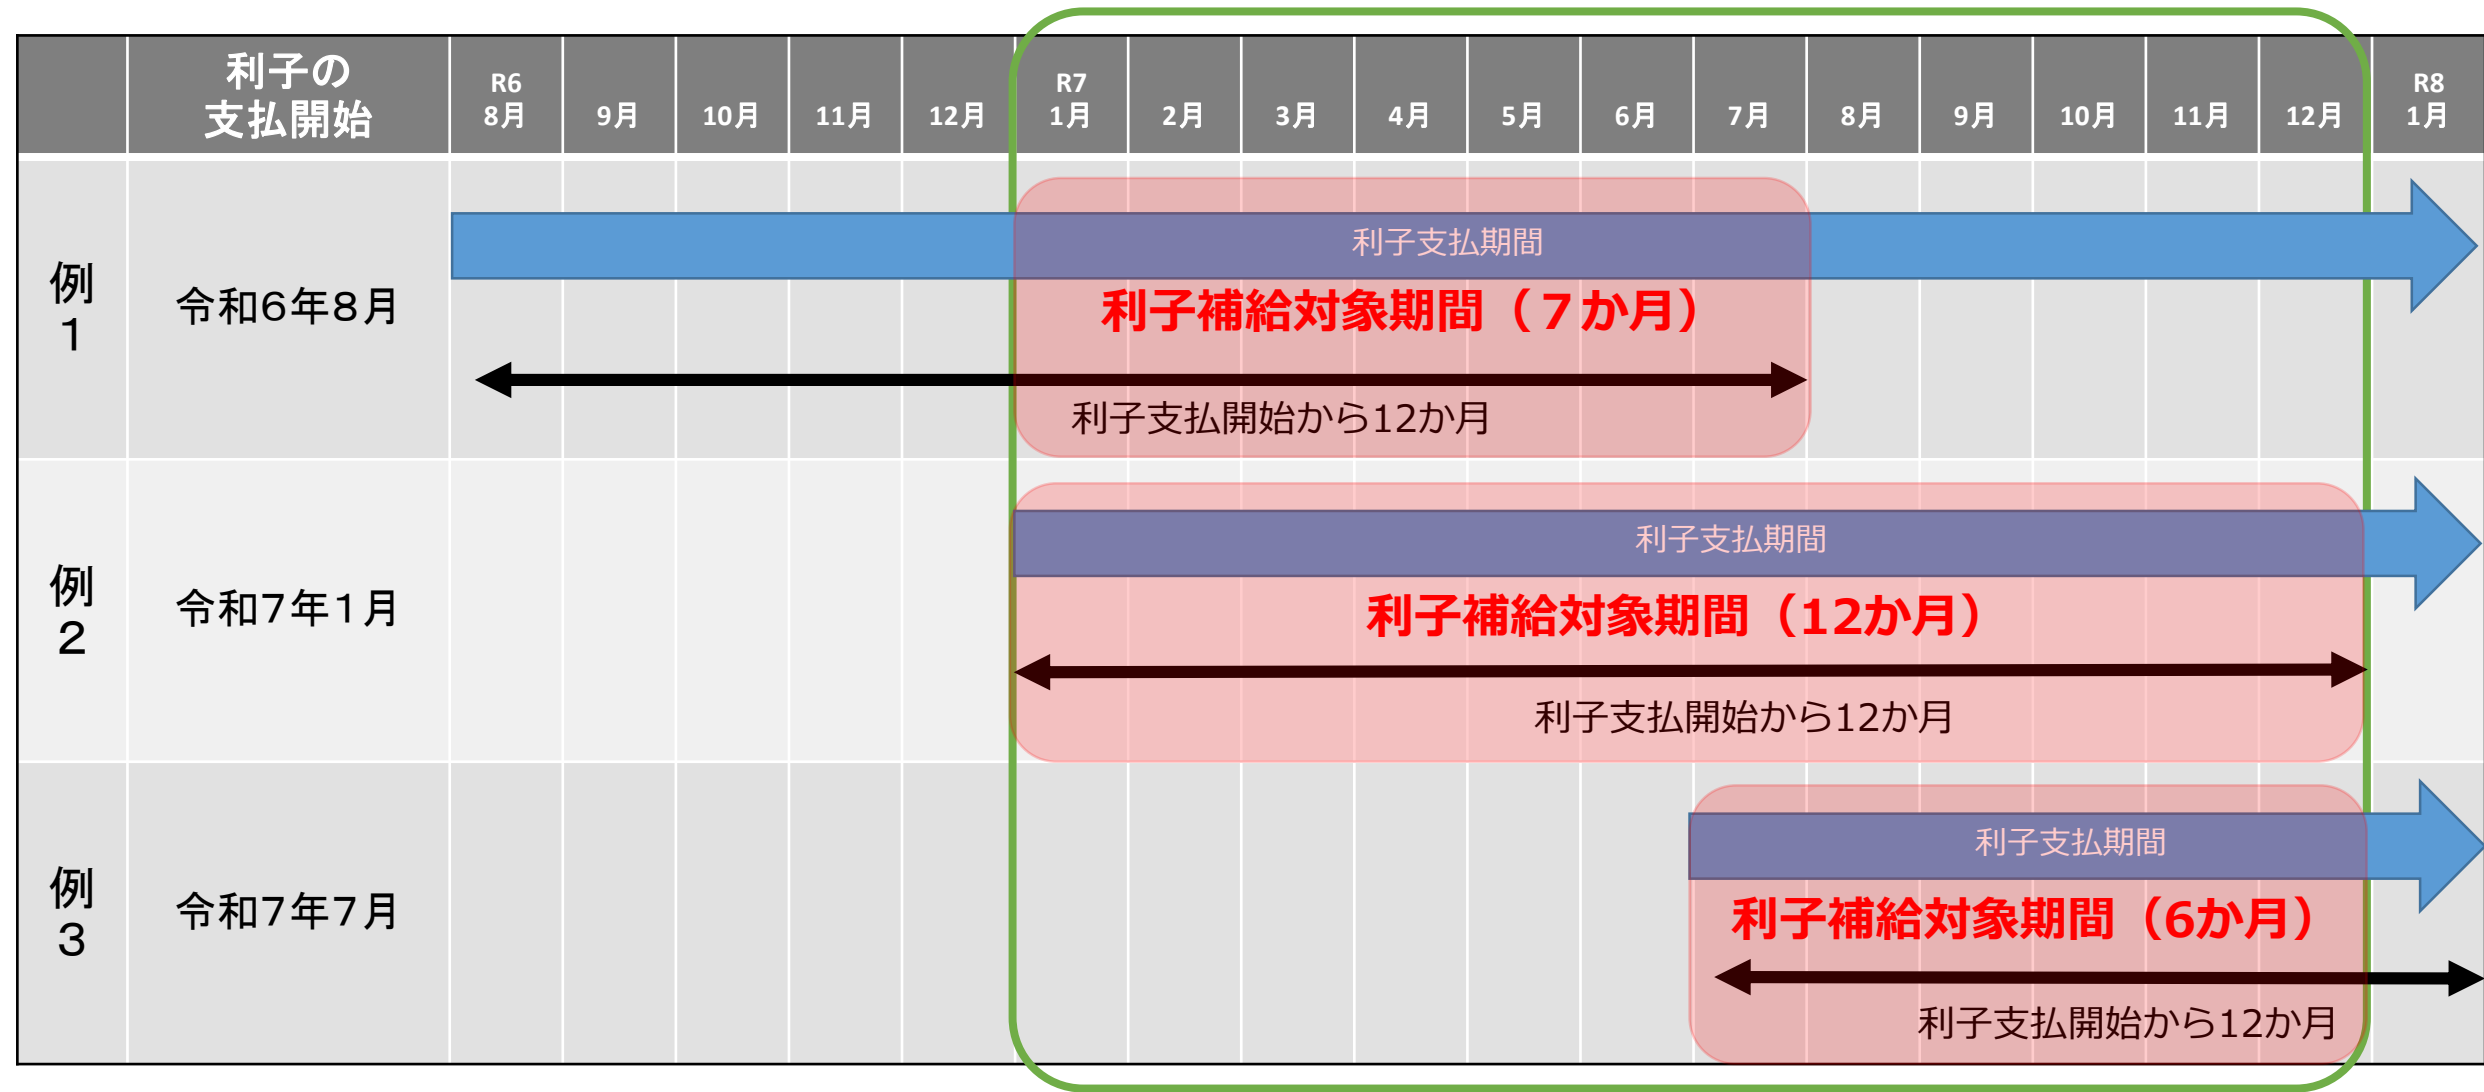 利子の
支払開始
R6
8月
9月
10月
11月
12月
R7
1月
2月
3月
4月
5月
6月
7月
8月
9月
10月
11月
12月
R8
1月
例
1
令和6年8月
利子支払期間
利子補給対象期間（７か月）
利子支払開始から12か月
例
2
令和7年1月
利子支払期間
利子補給対象期間（12か月）
利子支払開始から12か月
例
3
令和7年7月
利子支払期間
利子補給対象期間（6か月）
利子支払開始から12か月